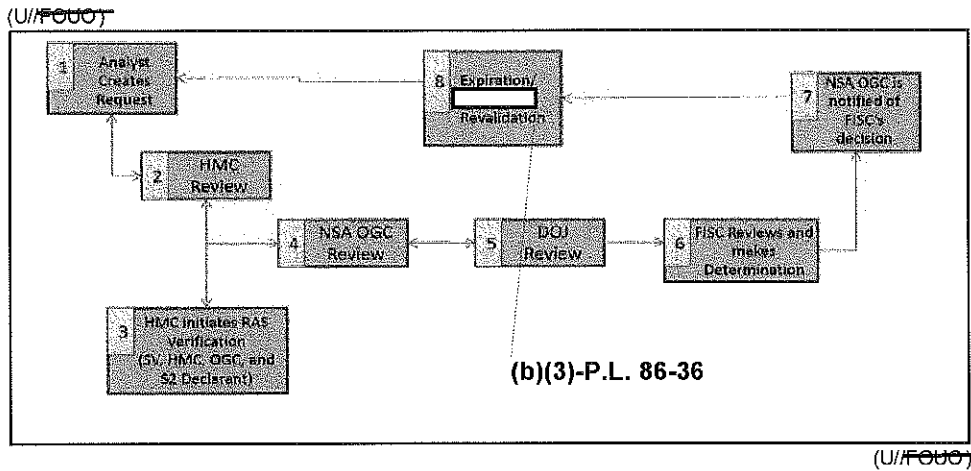 (U//FOUO)
1 Analyst
Creates
Request
8 Expiration/
Revalidation
7 NSA OGC is
notified of
FISC's
decision
2 HMC
Review
4 NSA OGC
Review
5 DOJ
Review
6 FISC Reviews and
makes
Determination
3 HMC initiates RAS
verification
(SV, HMC, OGC, and
S2 Declarant)
(b)(3)-P.L. 86-36
(U//FOUO)